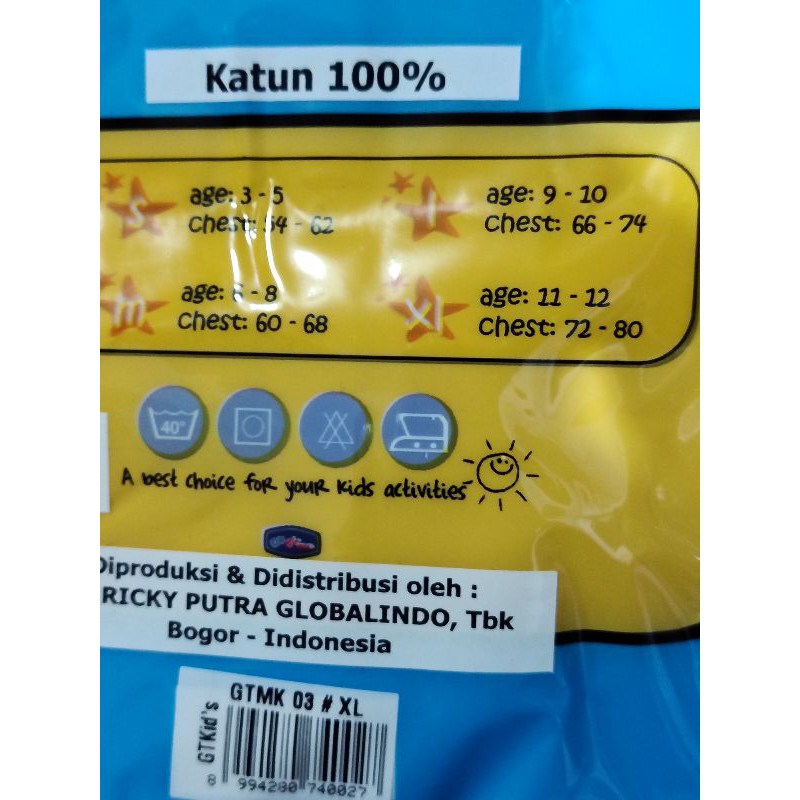 Katun 100%
s age: 3 - 5
chest: 54 - 62
l age: 9 - 10
chest: 66 - 74
m age: 6 - 8
chest: 60 - 68
xl age: 11 - 12
chest: 72 - 80
40°
A best choice for your kids activities
Diproduksi & Didistribusi oleh :
RICKY PUTRA GLOBALINDO, Tbk
Bogor - Indonesia
GTKid's
GTMK 03 # XL
8 994280 740027